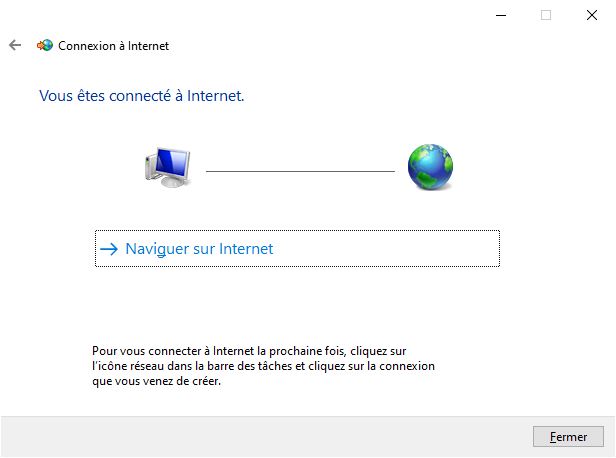 Connexion à Internet
Vous êtes connecté à Internet.
Naviguer sur Internet
Pour vous connecter à Internet la prochaine fois, cliquez sur
l'icône réseau dans la barre des tâches et cliquez sur la connexion
que vous venez de créer.
Fermer